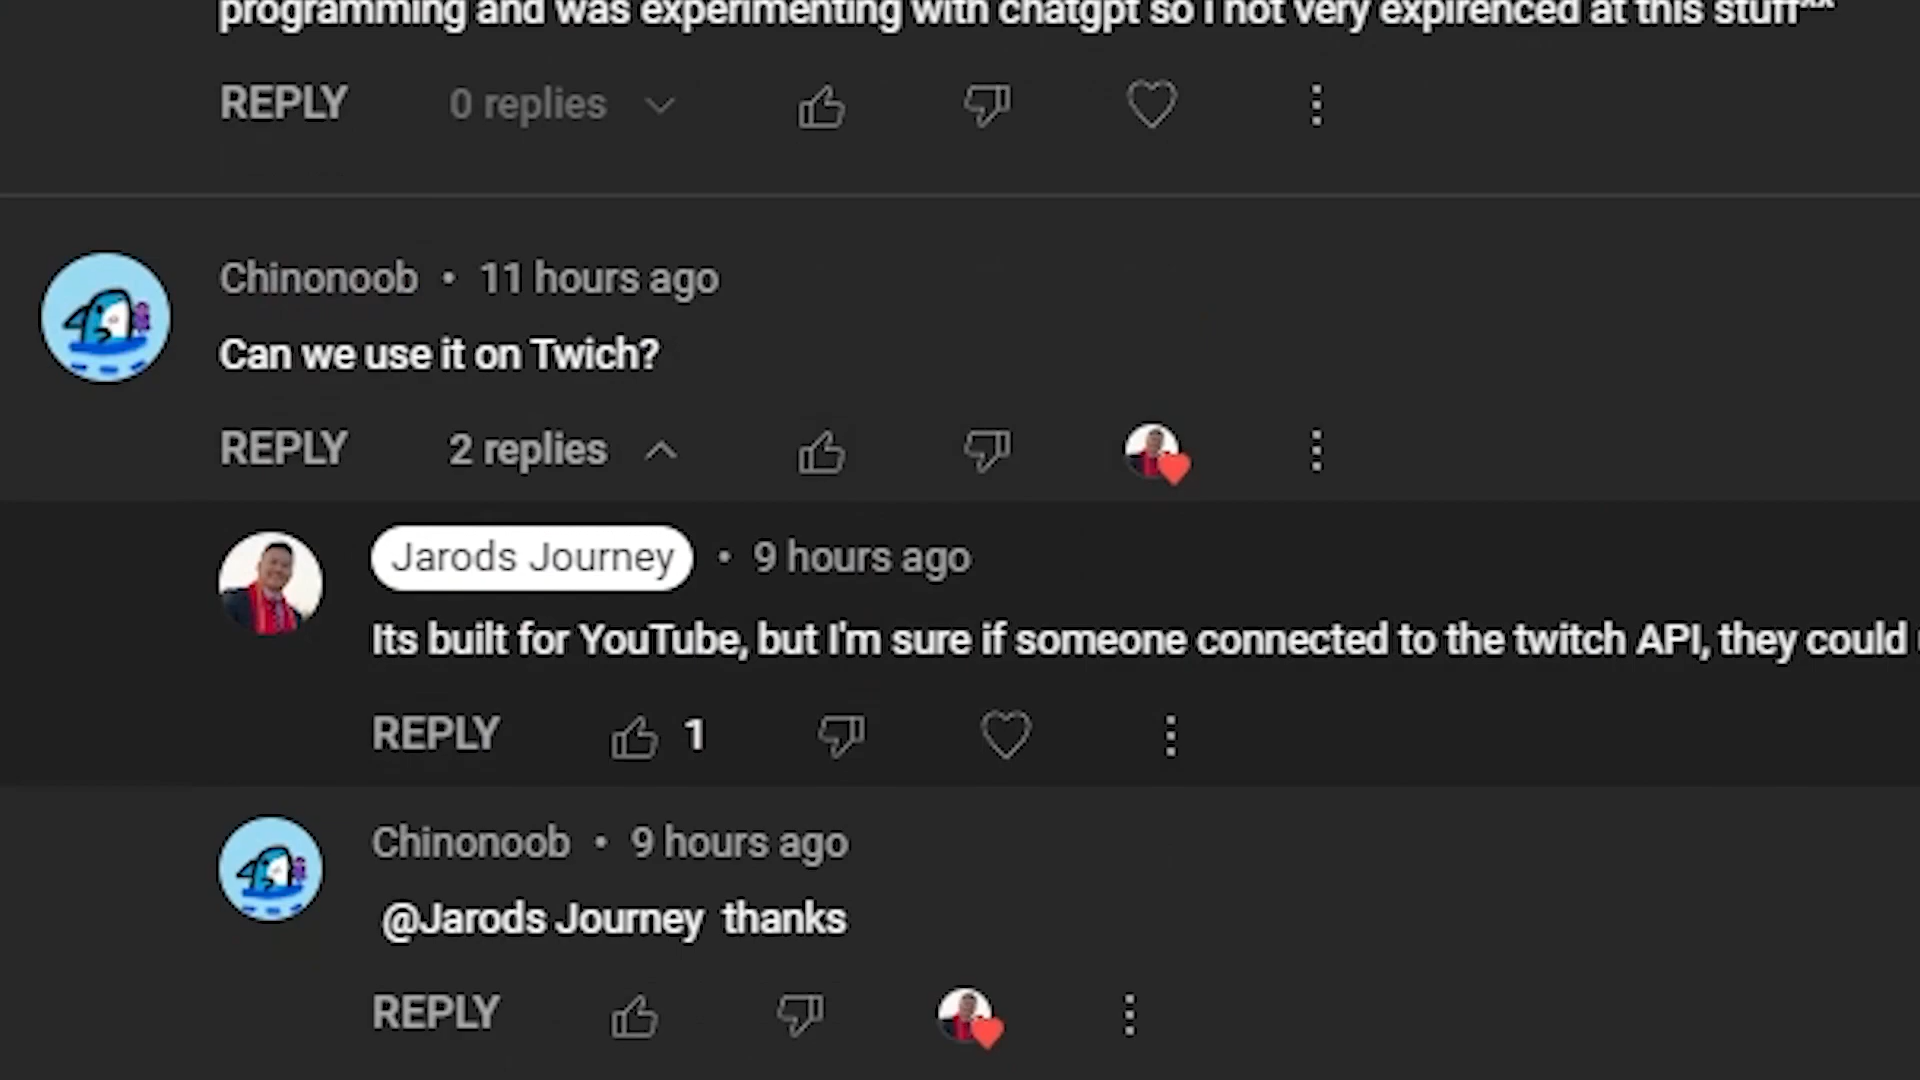 programming and was experimenting with chatgpt so i not very expirenced at this stuff^^
REPLY 0 replies
Chinonoob • 11 hours ago
Can we use it on Twich?
REPLY 2 replies
Jarods Journey • 9 hours ago
Its built for YouTube, but I'm sure if someone connected to the twitch API, they could
REPLY 1
Chinonoob • 9 hours ago
@Jarods Journey thanks
REPLY